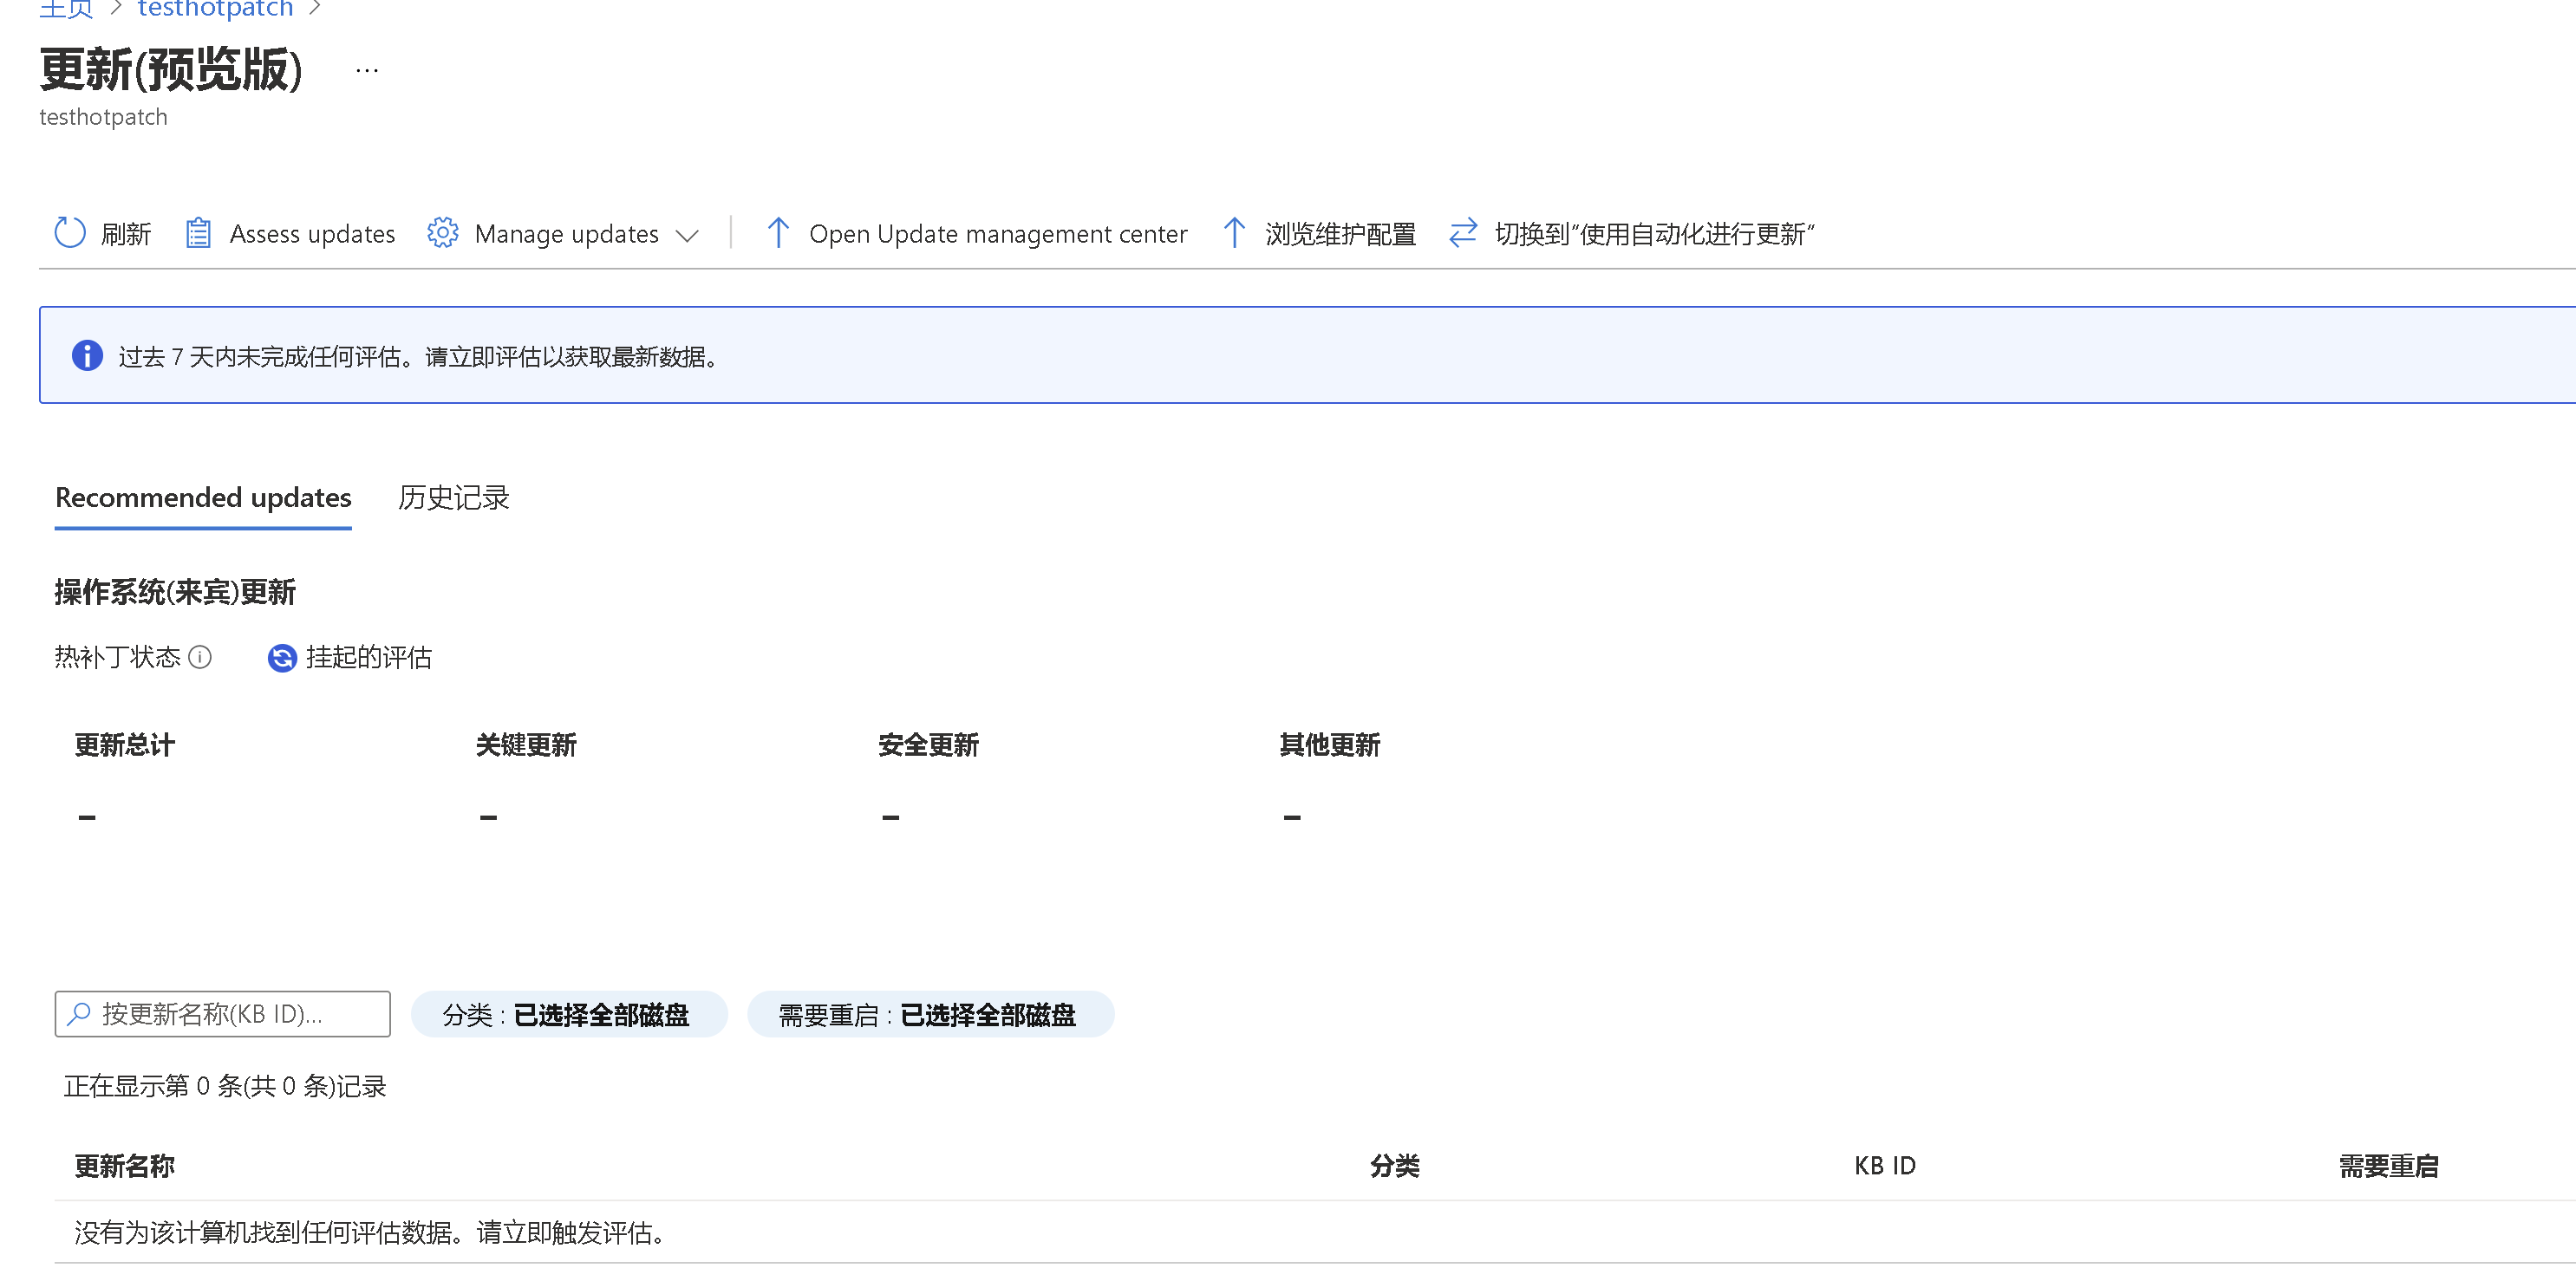 主页 > testhotpatch >
更新(预览版) ...
testhotpatch
刷新 Assess updates Manage updates Open Update management center 浏览维护配置 切换到"使用自动化进行更新"
过去 7 天内未完成任何评估。请立即评估以获取最新数据。
Recommended updates 历史记录
操作系统(来宾)更新
热补丁状态 挂起的评估
更新总计 关键更新 安全更新 其他更新
- - - -
按更新名称(KB ID)... 分类 : 已选择全部磁盘 需要重启 : 已选择全部磁盘
正在显示第 0 条(共 0 条)记录
更新名称 分类 KB ID 需要重启
没有为该计算机找到任何评估数据。请立即触发评估。